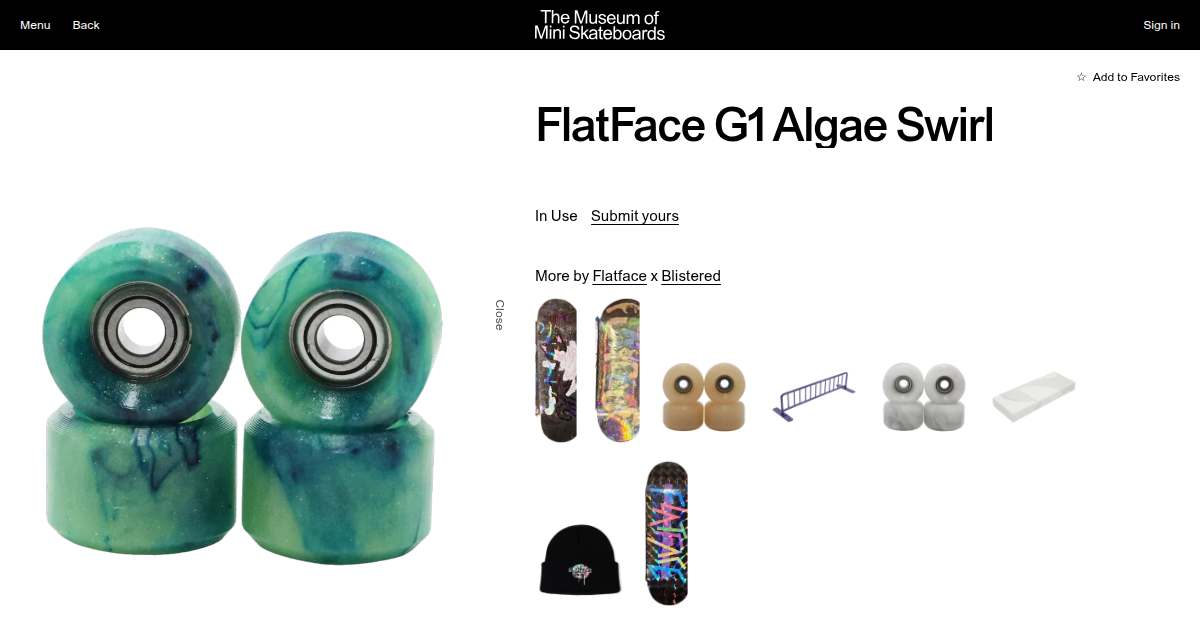 Menu
Back
The Museum of
Mini Skateboards
Sign in
☆ Add to Favorites
FlatFace G1 Algae Swirl
In Use Submit yours
More by Flatface x Blistered
Close
FLATFACE